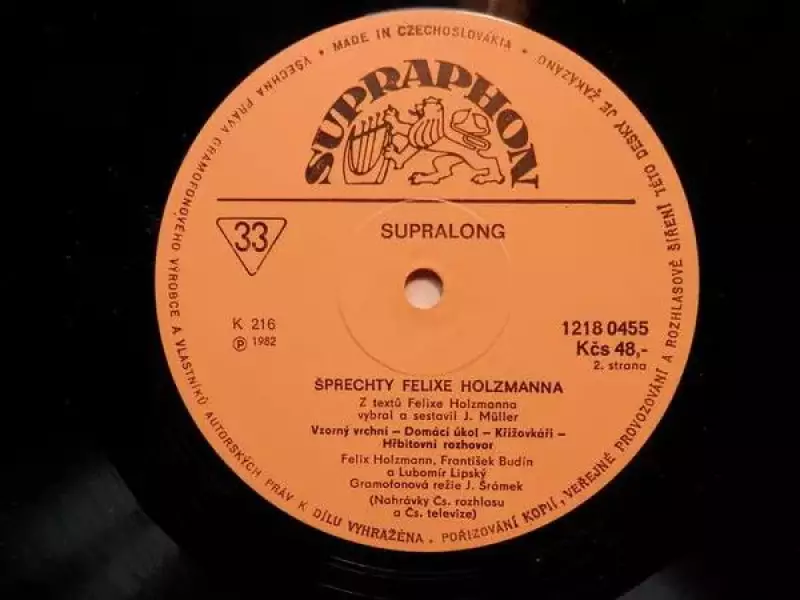 VŠECHNA PRÁVA GRAMOFONOVÉHO VÝROBCE A VLASTNÍKŮ AUTORSKÝCH PRÁV K DÍLU VYHRAŽENA. POŘIZOVÁNÍ KOPIÍ, VEŘEJNÉ PROVOZOVÁNÍ A ROZHLASOVÉ ŠÍŘENÍ TÉTO DESKY JE ZAKÁZÁNO • MADE IN CZECHOSLOVAKIA •
SUPRAPHON
33
SUPRALONG
K 216
Ⓟ 1982
1218 0455
Kčs 48,-
2. strana
ŠPRECHTY FELIXE HOLZMANNA
Z textů Felixe Holzmanna
vybral a sestavil J. Müller
Vzorný vrchní – Domácí úkol – Křížovkáři –
Hřbitovní rozhovor
Felix Holzmann, František Budín
a Lubomír Lipský
Gramofonová režie J. Šrámek
(Nahrávky Čs. rozhlasu
a Čs. televize)